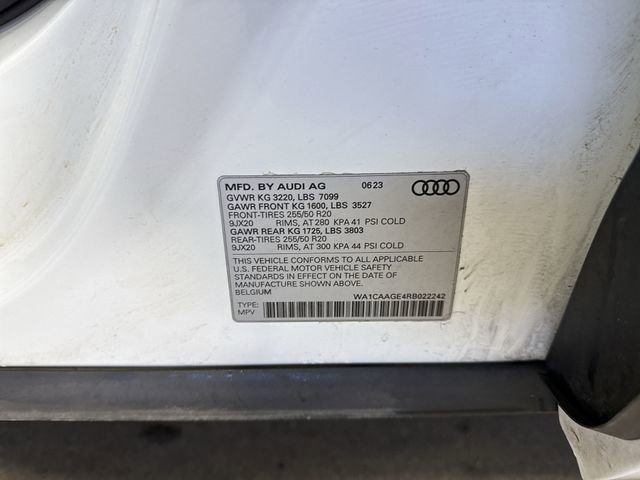 MFD. BY AUDI AG 06 23
GVWR KG 3220, LBS 7099
GAWR FRONT KG 1600, LBS 3527
FRONT-TIRES 255/50 R20
9JX20 RIMS, AT 280 KPA 41 PSI COLD
GAWR REAR KG 1725, LBS 3803
REAR-TIRES 255/50 R20
9JX20 RIMS, AT 300 KPA 44 PSI COLD
THIS VEHICLE CONFORMS TO ALL APPLICABLE
U.S. FEDERAL MOTOR VEHICLE SAFETY
STANDARDS IN EFFECT ON THE DATE OF
MANUFACTURE SHOWN ABOVE.
BELGIUM
WA1CAAGE4RB022242
TYPE:
MPV